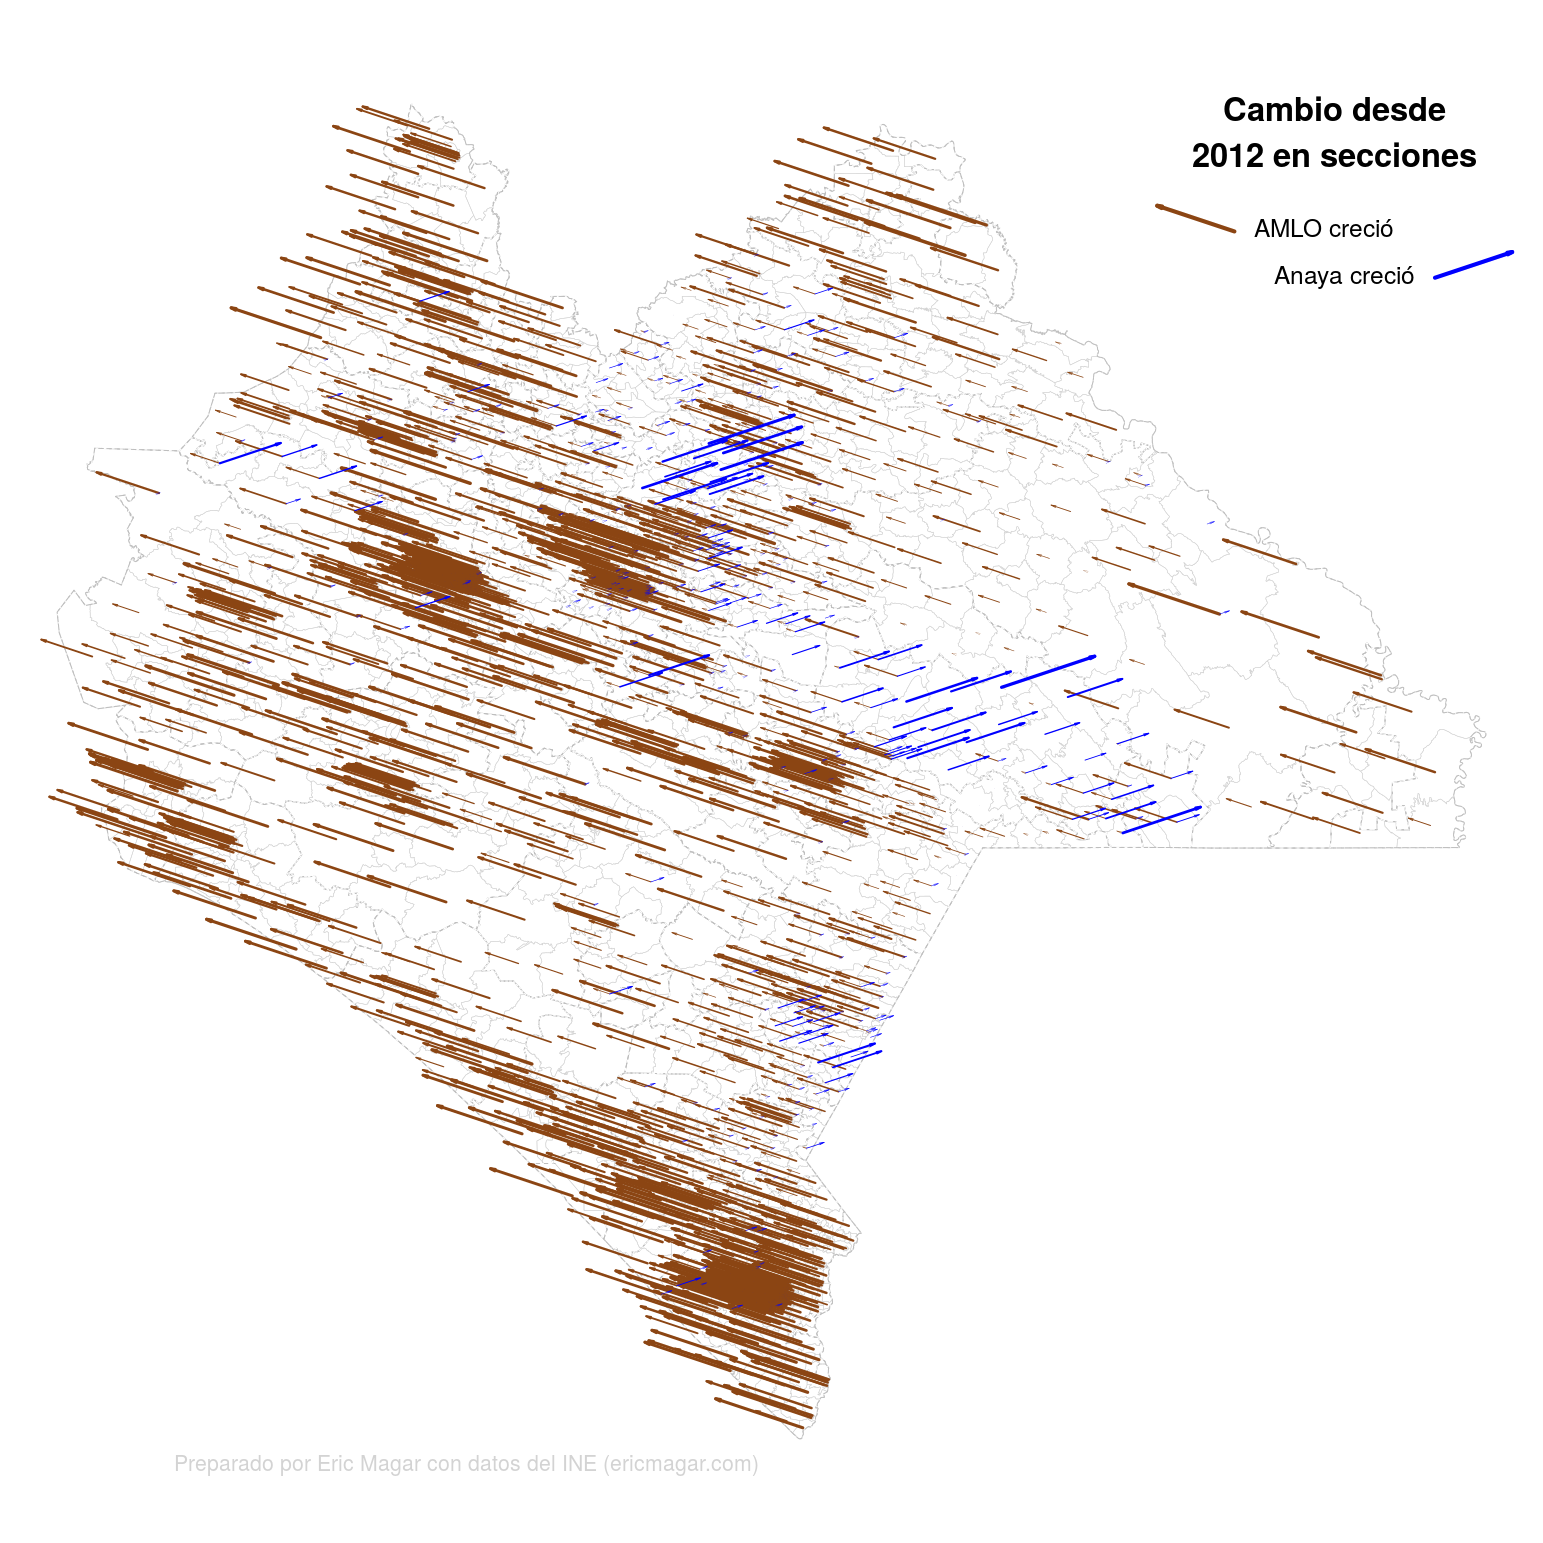 Cambio desde
2012 en secciones
AMLO creció
Anaya creció
Preparado por Eric Magar con datos del INE (ericmagar.com)